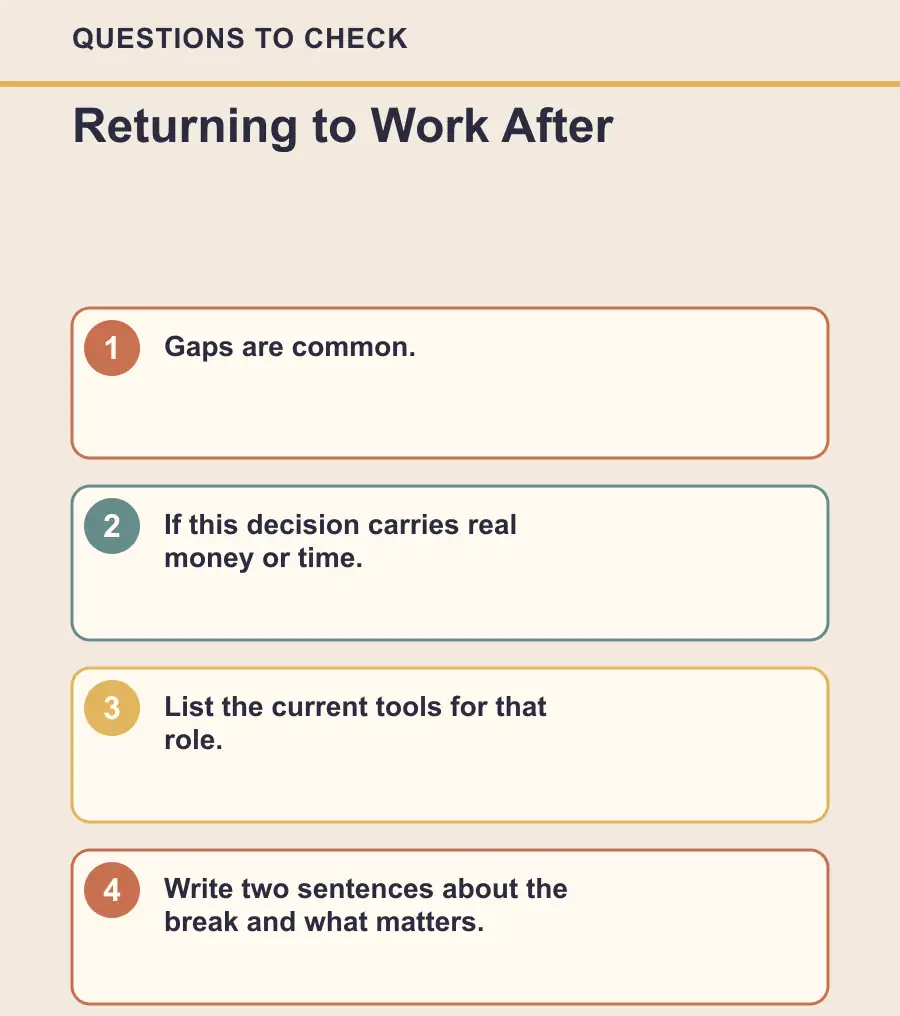 QUESTIONS TO CHECK
Returning to Work After
1
Gaps are common.
2
If this decision carries real
money or time.
3
List the current tools for that
role.
4
Write two sentences about the
break and what matters.